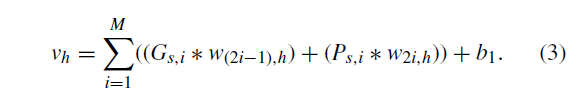 v_h = \sum_{i=1}^{M} ((G_{s,i} * w_{(2i-1),h}) + (P_{s,i} * w_{2i,h})) + b_1. (3)